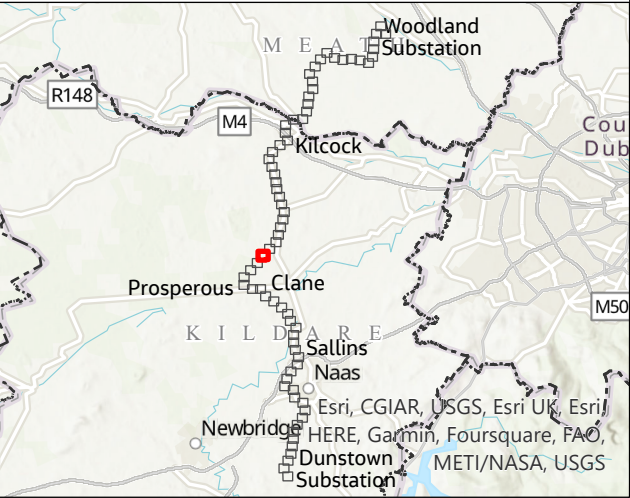 Woodland
Substation
MEATH
R148
M4
Cou
Dub
Kilcock
Prosperous
Clane
M50
KILDARE
Sallins
Naas
Esri, CGIAR, USGS, Esri UK, Esri,
Newbridge
HERE, Garmin, Foursquare, FAO,
METI/NASA, USGS
Dunstown
Substation